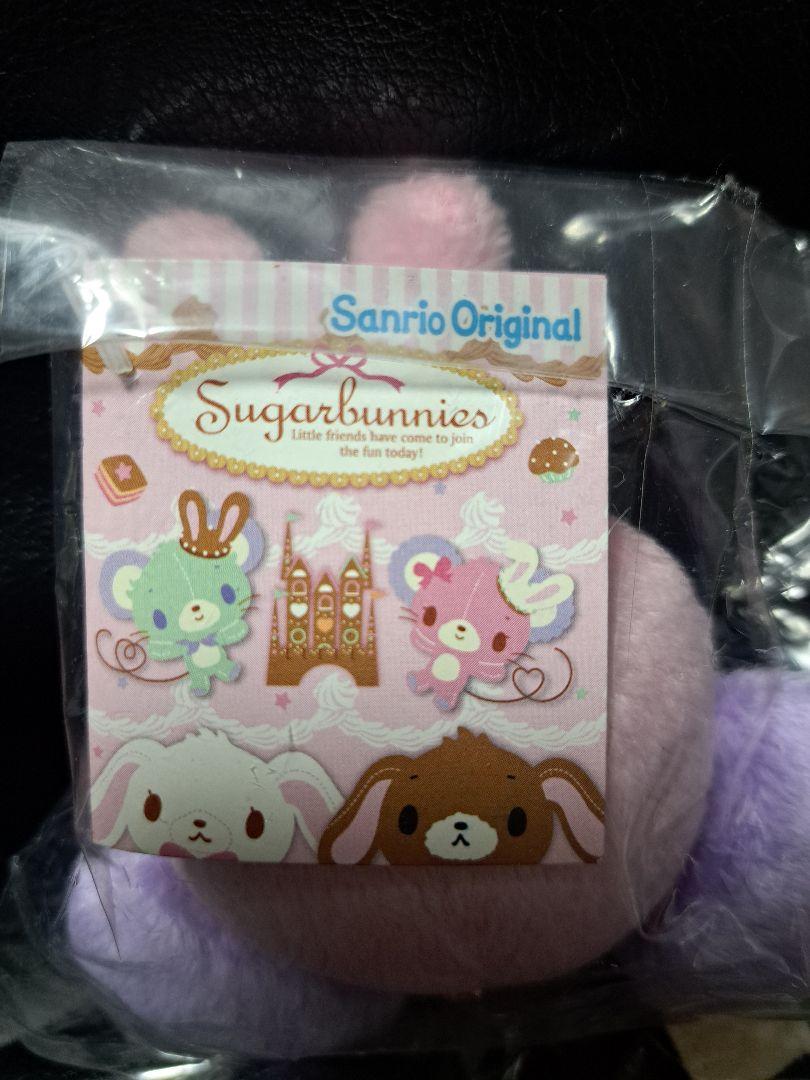 Sanrio Original
Sugarbunnies
Little friends have come to join
the fun today!